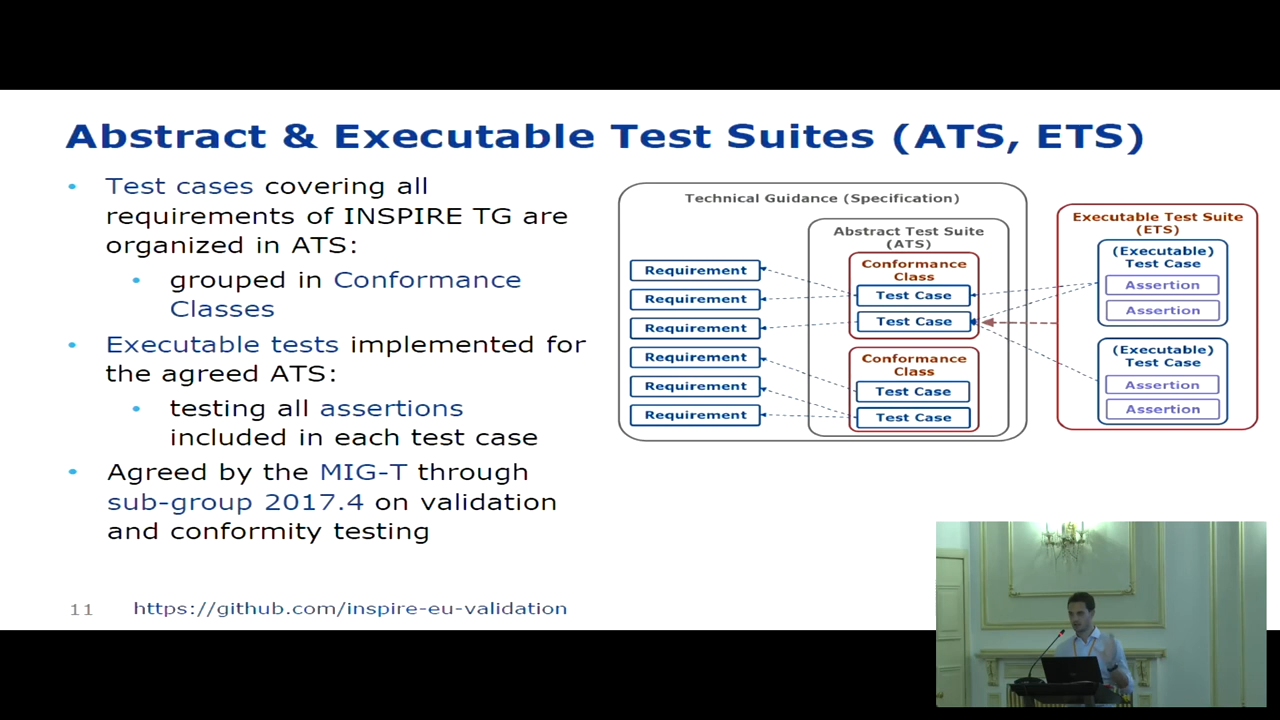 Abstract & Executable Test Suites (ATS, ETS)
• Test cases covering all
requirements of INSPIRE TG are
organized in ATS:
• grouped in Conformance
Classes
• Executable tests implemented for
the agreed ATS:
• testing all assertions
included in each test case
• Agreed by the MIG-T through
sub-group 2017.4 on validation
and conformity testing
Technical Guidance (Specification)
Requirement
Requirement
Requirement
Requirement
Requirement
Requirement
Abstract Test Suite
(ATS)
Conformance
Class
Test Case
Test Case
Conformance
Class
Test Case
Test Case
Executable Test Suite
(ETS)
(Executable)
Test Case
Assertion
Assertion
(Executable)
Test Case
Assertion
Assertion
11
https://github.com/inspire-eu-validation